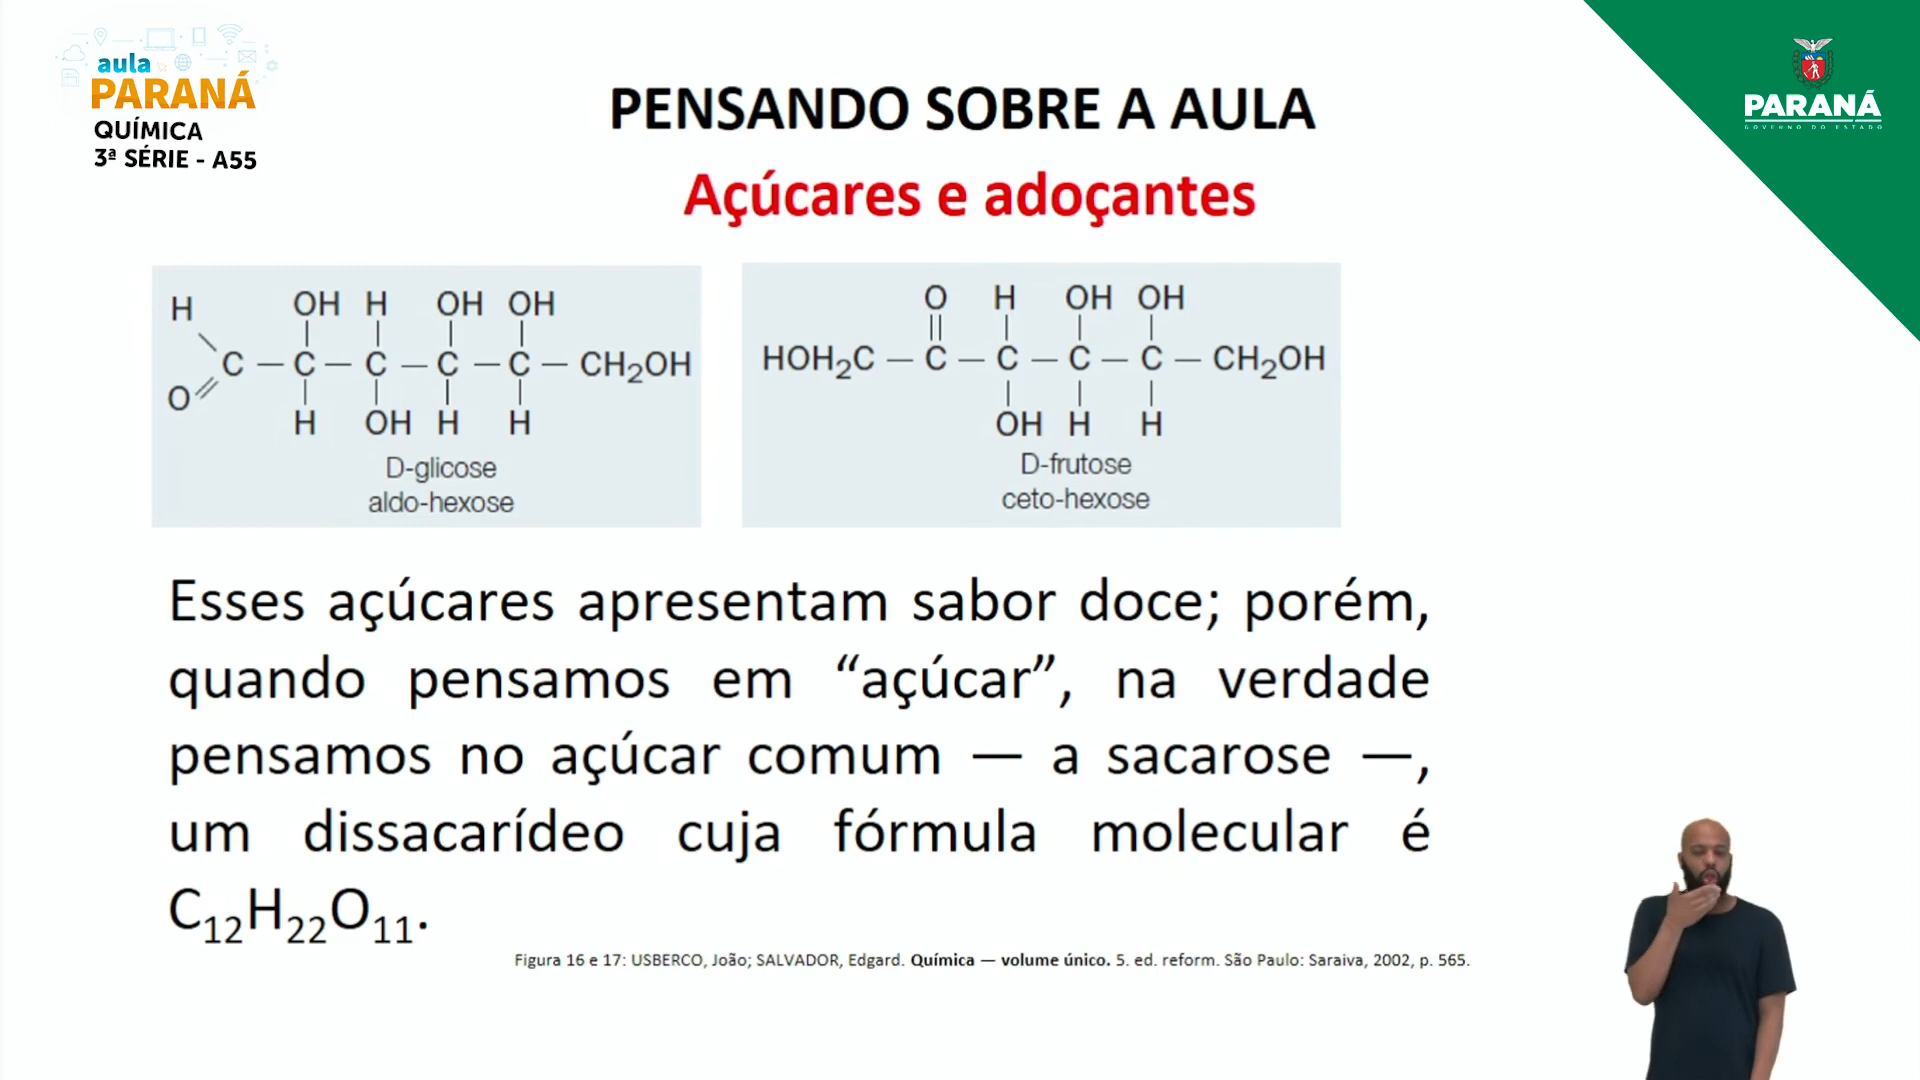 aula
PARANÁ
QUÍMICA
3ª SÉRIE - A55
PARANÁ
GOVERNO DO ESTADO
PENSANDO SOBRE A AULA
Açúcares e adoçantes
H OH H OH OH
C — C — C — C — C — CH₂OH
O
H OH H H
D-glicose
aldo-hexose
O H OH OH
HOH₂C — C — C — C — C — CH₂OH
OH H H
D-frutose
ceto-hexose
Esses açúcares apresentam sabor doce; porém,
quando pensamos em “açúcar”, na verdade
pensamos no açúcar comum — a sacarose —,
um dissacarídeo cuja fórmula molecular é
C₁₂H₂₂O₁₁.
Figura 16 e 17: USBERCO, João; SALVADOR, Edgard. Química — volume único. 5. ed. reform. São Paulo: Saraiva, 2002, p. 565.